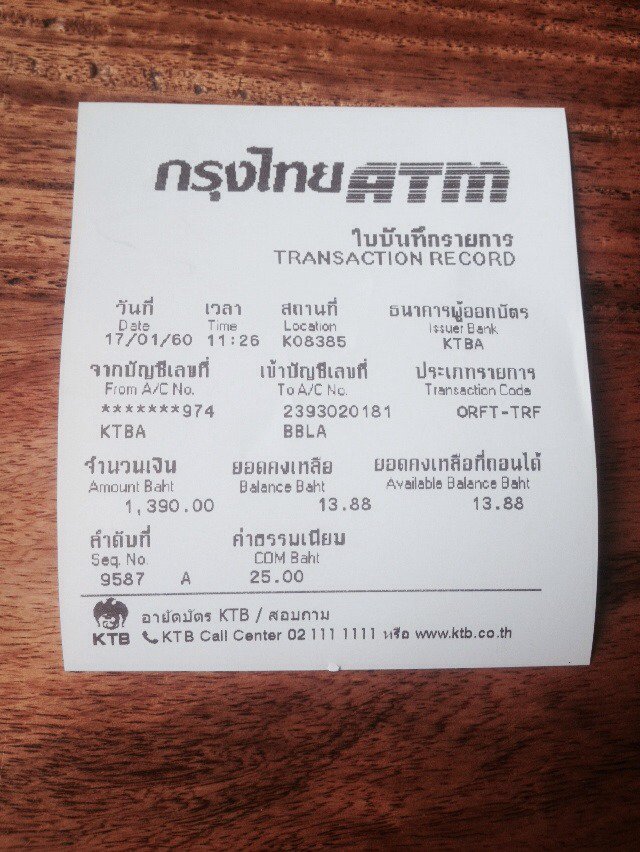 กรุงไทย ATM
ใบบันทึกรายการ
TRANSACTION RECORD
วันที่ เวลา สถานที่ ธนาการผู้ออกบัตร
Date Time Location Issuer Bank
17/01/60 11:26 K08385 KTBA
จากบัญชีเลขที่ เข้าบัญชีเลขที่ ประเภทรายการ
From A/C No. To A/C No. Transaction Code
*******974 2393020181 ORFT-TRF
KTBA BBLA
จำนวนเงิน ยอดคงเหลือ ยอดคงเหลือที่ถอนได้
Amount Baht Balance Baht Available Balance Baht
1,390.00 13.88 13.88
ลำดับที่ ค่าธรรมเนียม
Seq. No. COM Baht
9587 A 25.00
อายัดบัตร KTB / สอบถาม
KTB KTB Call Center 02 111 1111 หรือ www.ktb.co.th